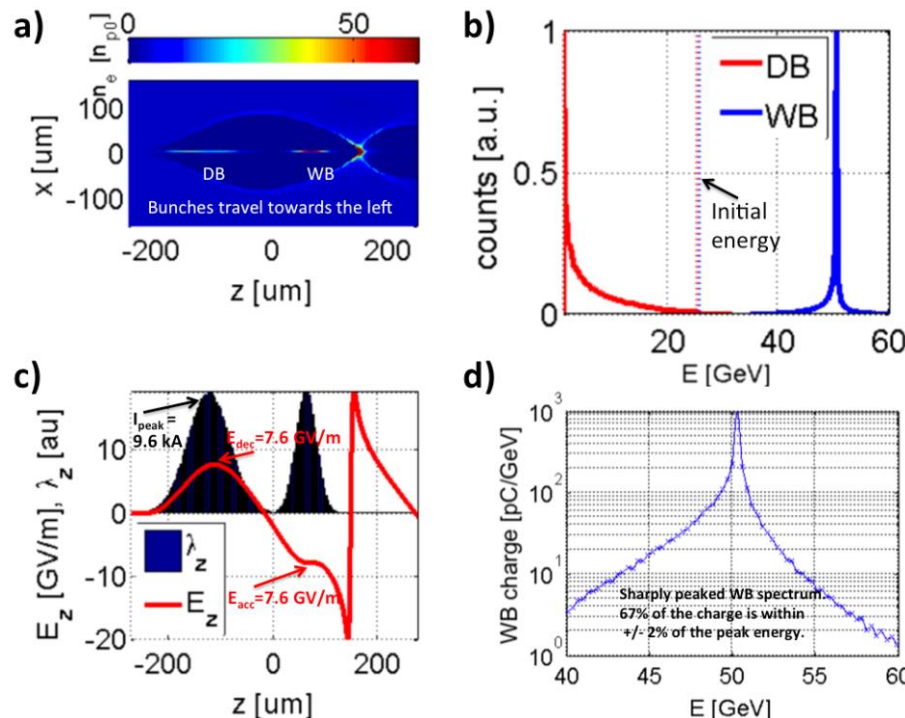 a)
0
50
[n_p0]
n_e
x [um]
100
0
-100
DB
WB
Bunches travel towards the left
-200
0
200
z [um]
b)
counts [a.u.]
1
0.5
0
DB
WB
Initial
energy
20
40
60
E [GeV]
c)
E_z [GV/m], λ_z [au]
10
0
-10
-20
I_peak =
9.6 kA
E_dec=7.6 GV/m
λ_z
E_z
E_acc=7.6 GV/m
-200
0
200
z [um]
d)
WB charge [pC/GeV]
10^3
10^2
10^1
10^0
Sharply peaked WB spectrum
67% of the charge is within
+/- 2% of the peak energy.
40
45
50
55
60
E [GeV]